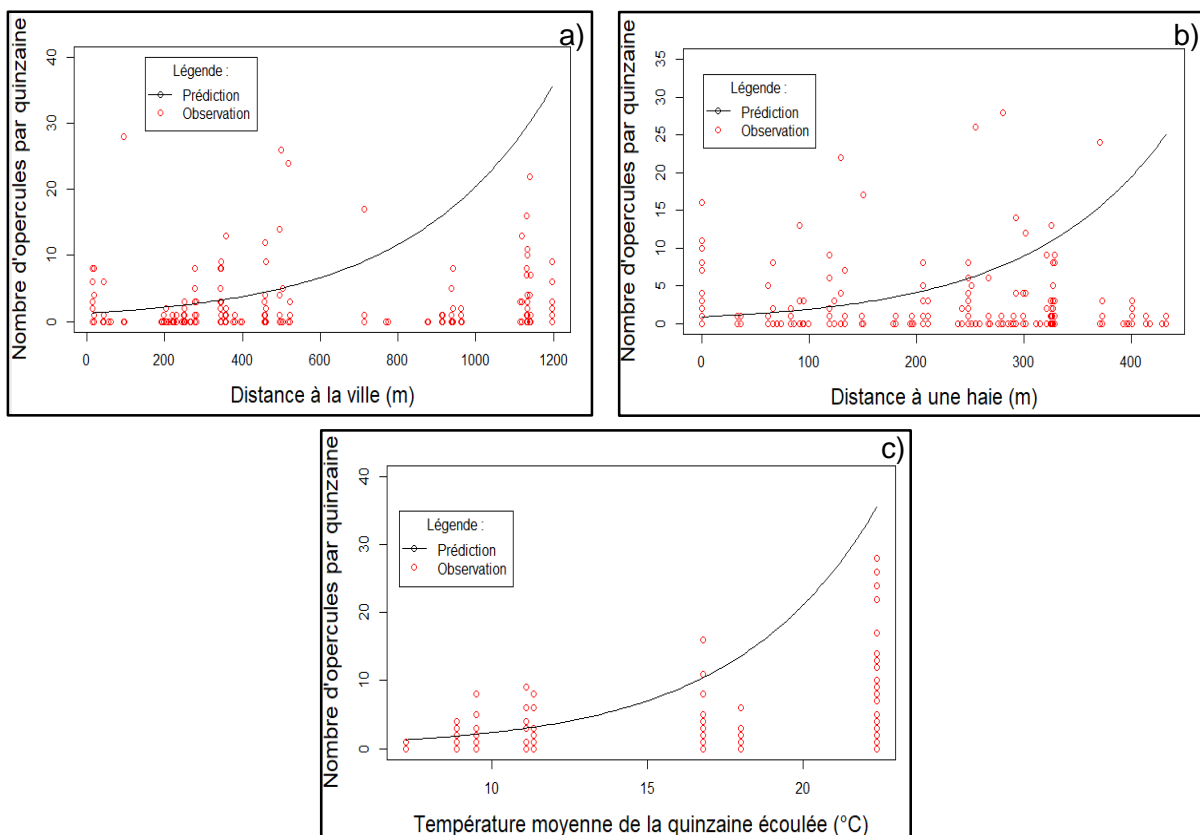 a)
Nombre d'opercules par quinzaine
40
30
20
10
0
Légende :
Prédiction
Observation
0 200 400 600 800 1000 1200
Distance à la ville (m)
b)
Nombre d'opercules par quinzaine
35
30
25
20
15
10
5
0
Légende :
Prédiction
Observation
0 100 200 300 400
Distance à une haie (m)
c)
Nombre d'opercules par quinzaine
40
30
20
10
0
Légende :
Prédiction
Observation
10 15 20
Température moyenne de la quinzaine écoulée (°C)